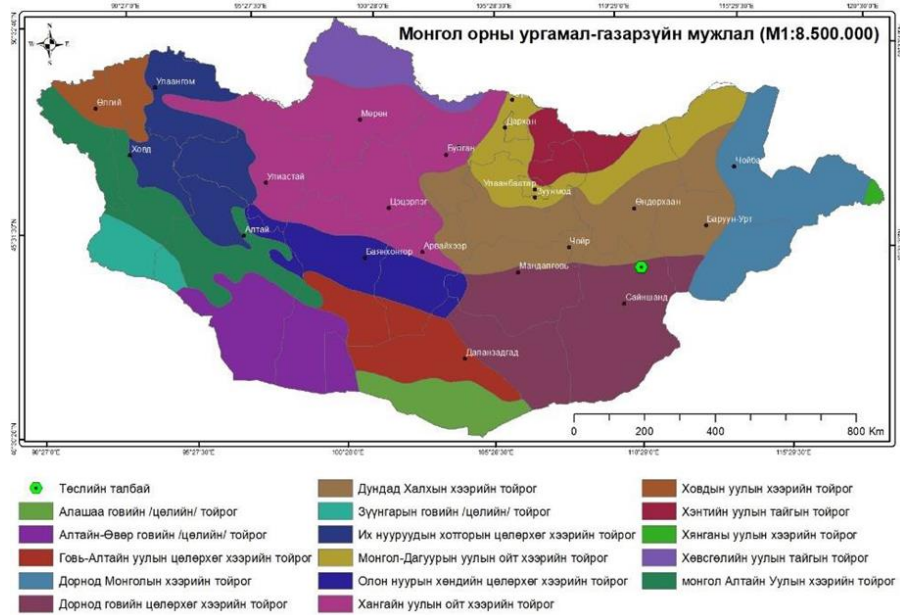 Монгол орны ургамал-газарзүйн мужлал (М1:8.500.000)
Улаангом
Өлгий
Мөрөн
Дархан
Ховд
Булган
Чойба
Улиастай
Улаанбаатар
Зуунмод
Цэцэрлэг
Өндөрхаан
Баруун-Урт
Алтай
Арвайхээр
Чойр
Баянхонгор
Мандалговь
Сайншанд
Даланзадгад
0 200 400 800 Km
Төслийн талбай
Алашаа говийн /цөлийн/ тойрог
Алтайн-Өвөр говийн /цөлийн/ тойрог
Говь-Алтайн уулын цөлөрхөг хээрийн тойрог
Дорнод Монголын хээрийн тойрог
Дорнод говийн цөлөрхөг хээрийн тойрог
Дундад Халхын хээрийн тойрог
Зүүнгарын говийн /цөлийн/ тойрог
Их нууруудын хотгорын цөлөрхөг хээрийн тойрог
Монгол-Дагуурын уулын ойт хээрийн тойрог
Олон нуурын хөндийн цөлөрхөг хээрийн тойрог
Хангайн уулын ойт хээрийн тойрог
Ховдын уулын хээрийн тойрог
Хэнтийн уулын тайгын тойрог
Хянганы уулын хээрийн тойрог
Хөвсгөлийн уулын тайгын тойрог
монгол Алтайн Уулын хээрийн тойрог